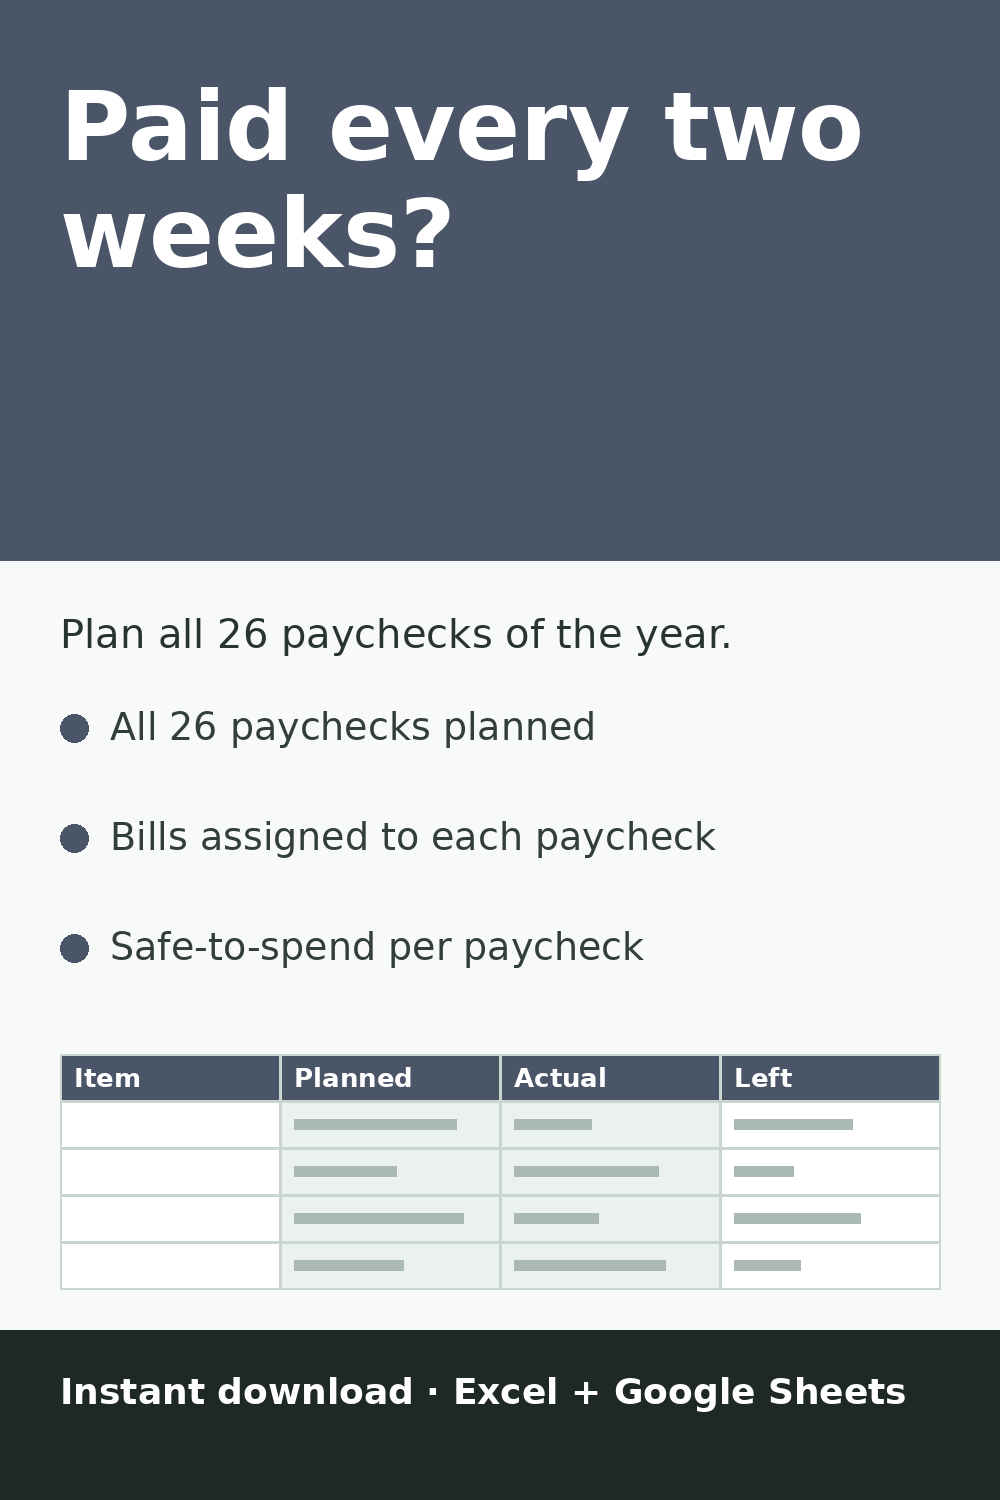 Paid every two
weeks?
Plan all 26 paychecks of the year.
All 26 paychecks planned
Bills assigned to each paycheck
Safe-to-spend per paycheck
Item Planned Actual Left
Instant download · Excel + Google Sheets